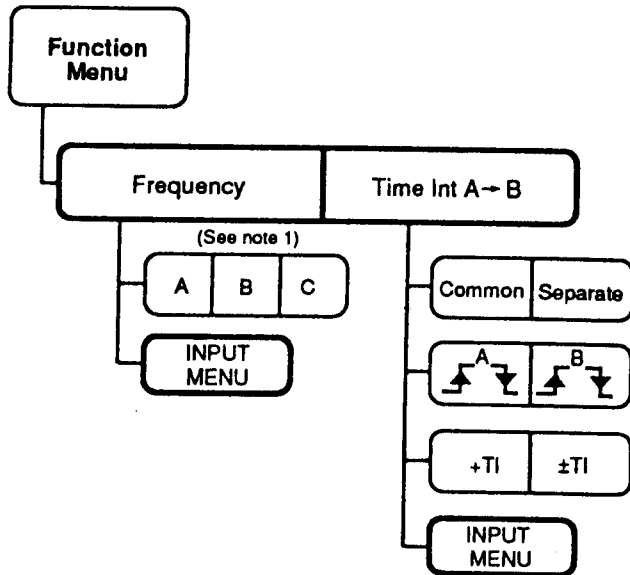 Function
Menu
Frequency
Time Int A→ B
(See note 1)
A B C
INPUT
MENU
Common Separate
A B
+TI ±TI
INPUT
MENU